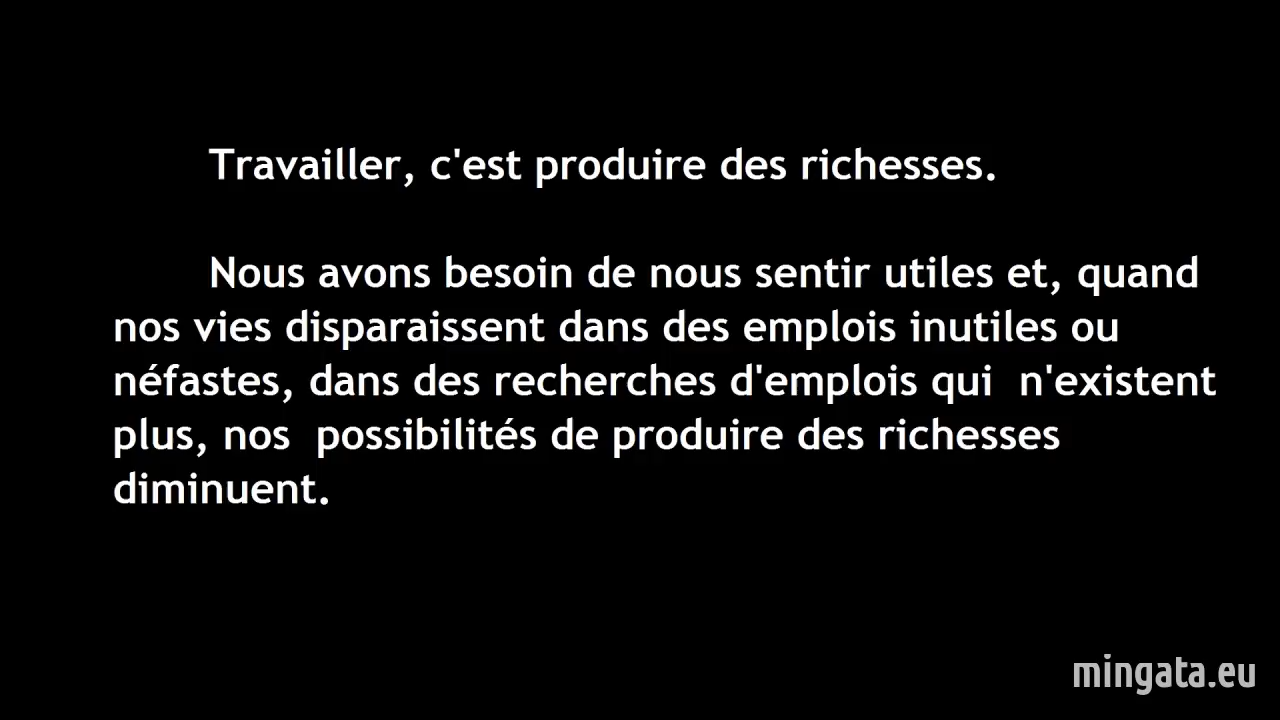 Travailler, c'est produire des richesses.
Nous avons besoin de nous sentir utiles et, quand
nos vies disparaissent dans des emplois inutiles ou
néfastes, dans des recherches d'emplois qui  n'existent
plus, nos  possibilités de produire des richesses
diminuent.
mingata.eu